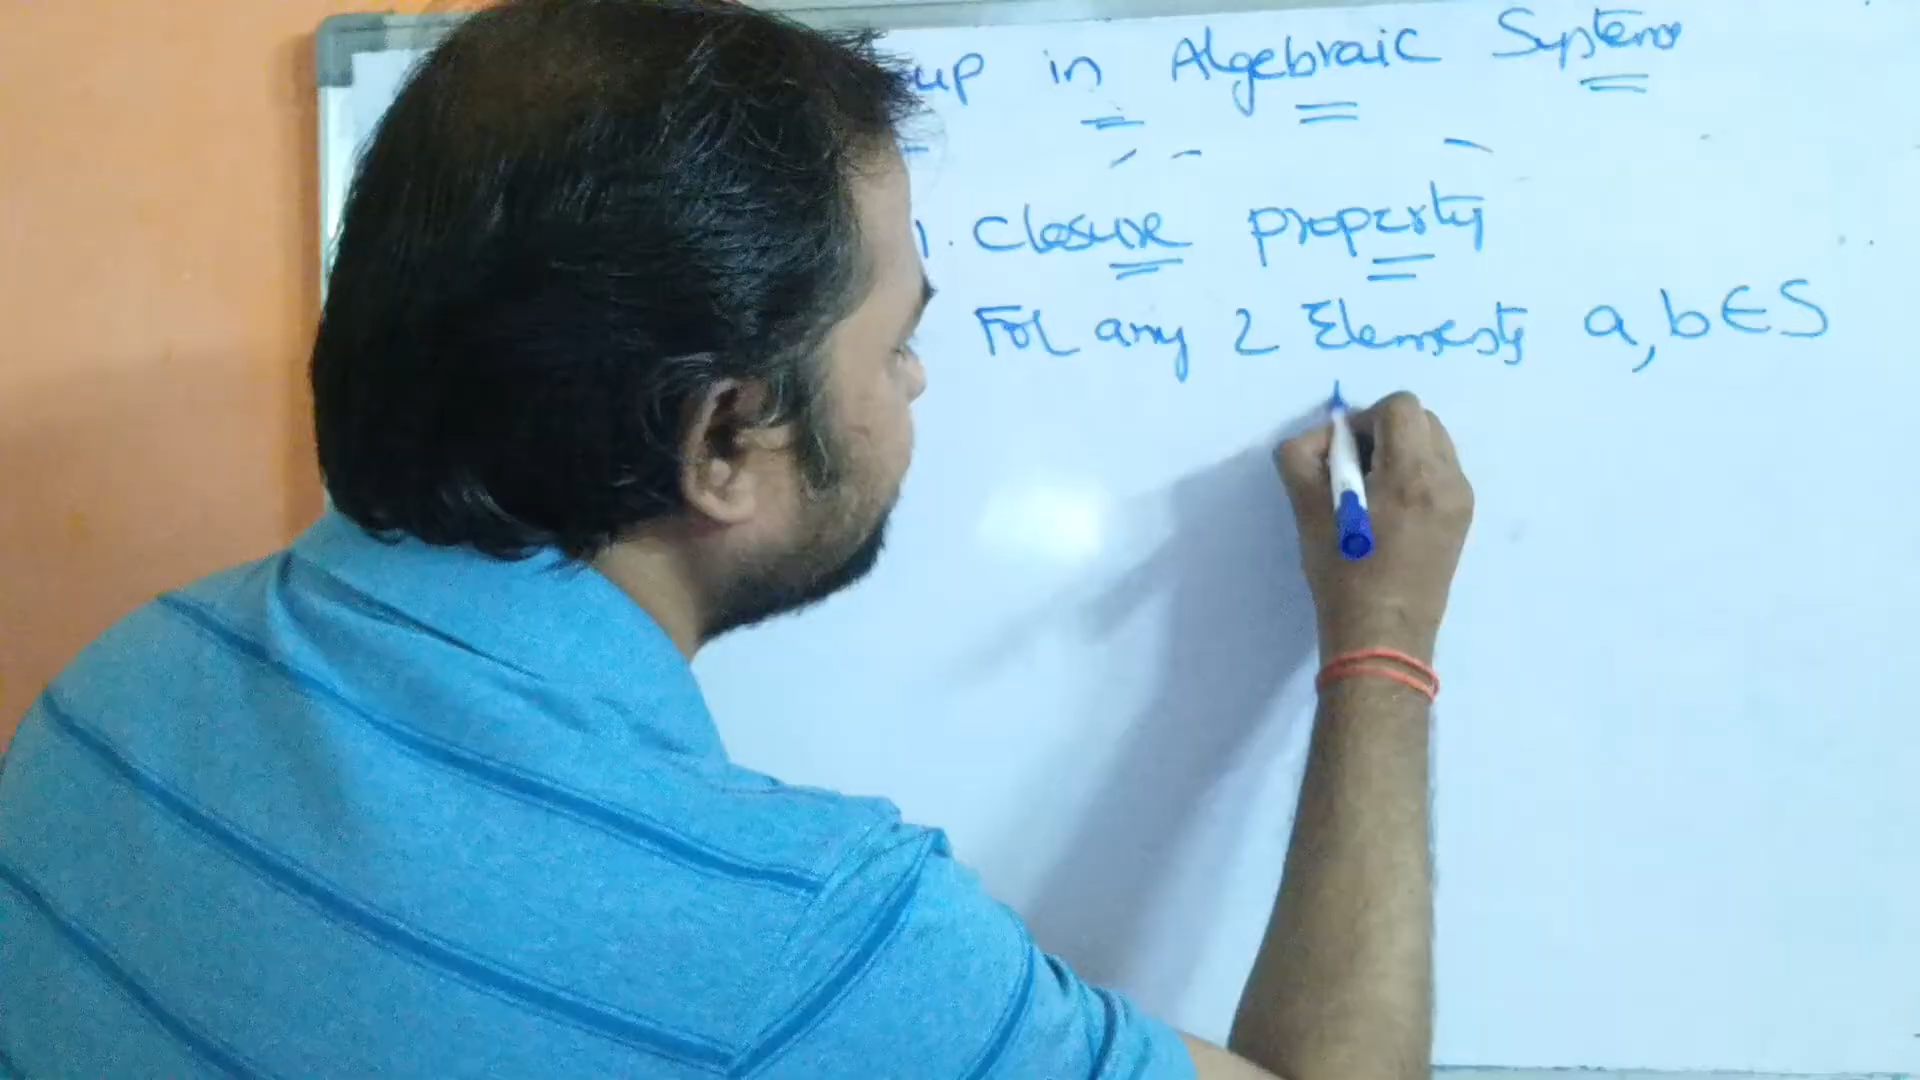 up in Algebraic System
1. Closure property
For any 2 Elements a, b ∈ S